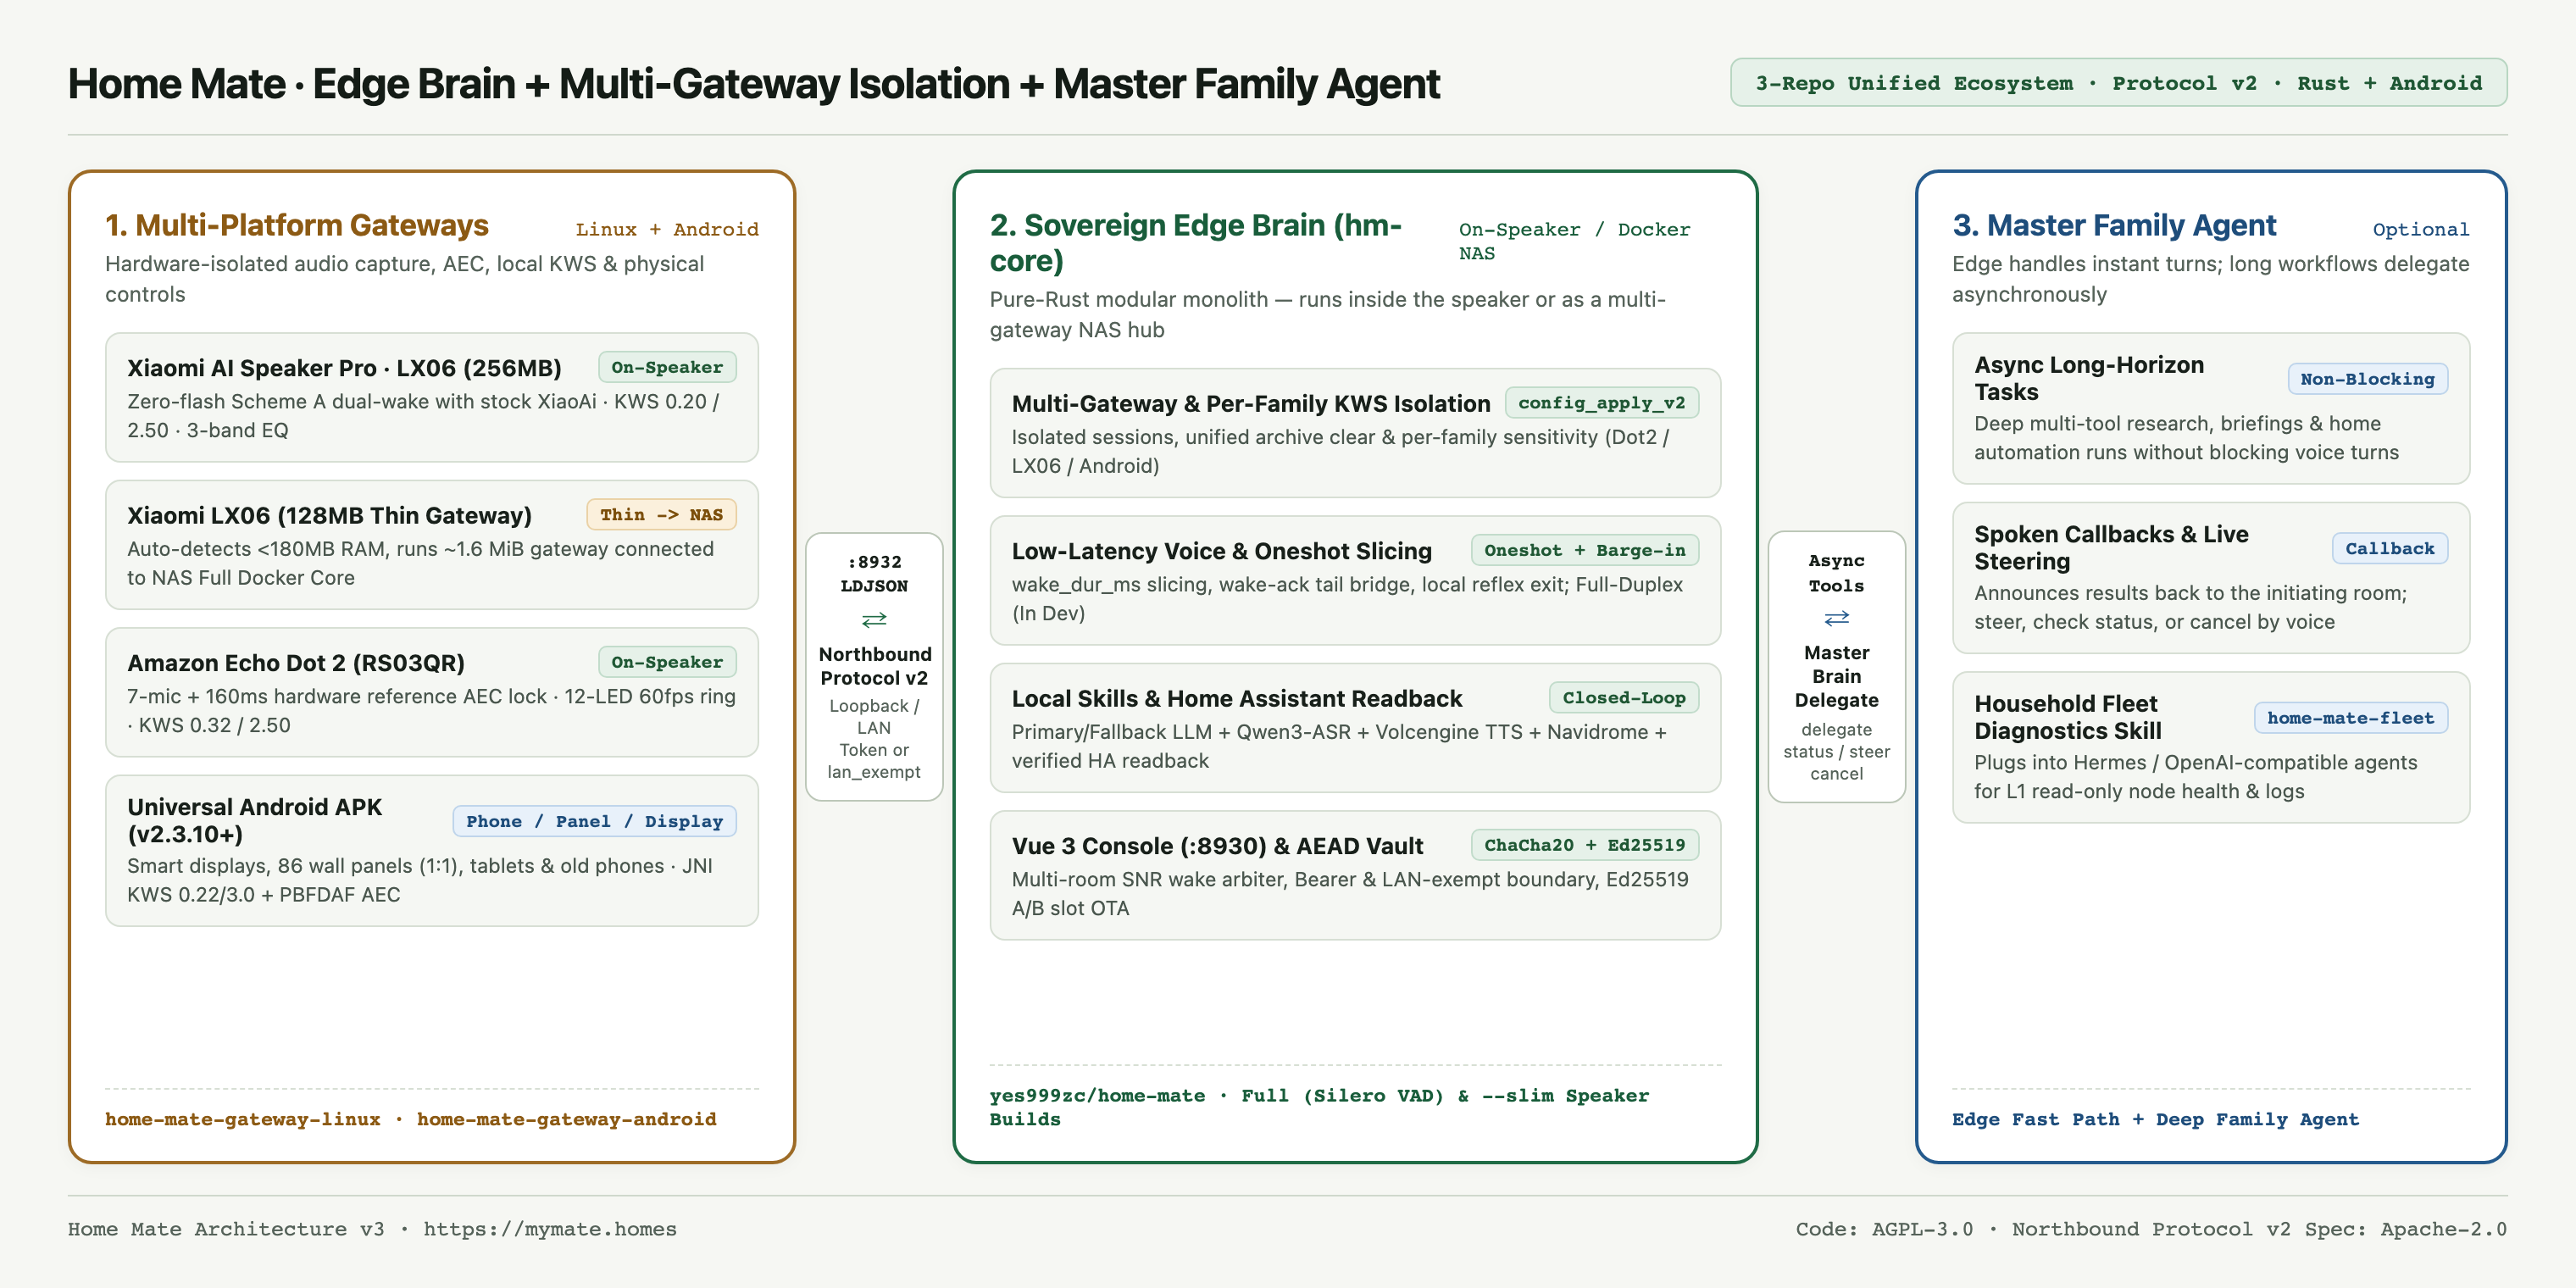 Home Mate · Edge Brain + Multi-Gateway Isolation + Master Family Agent
3-Repo Unified Ecosystem · Protocol v2 · Rust + Android
1. Multi-Platform Gateways
Linux + Android
Hardware-isolated audio capture, AEC, local KWS & physical
controls
Xiaomi AI Speaker Pro · LX06 (256MB)
On-Speaker
Zero-flash Scheme A dual-wake with stock XiaoAi · KWS 0.20 /
2.50 · 3-band EQ
Xiaomi LX06 (128MB Thin Gateway)
Thin -> NAS
Auto-detects <180MB RAM, runs ~1.6 MiB gateway connected
to NAS Full Docker Core
Amazon Echo Dot 2 (RS03QR)
On-Speaker
7-mic + 160ms hardware reference AEC lock · 12-LED 60fps ring
· KWS 0.32 / 2.50
Universal Android APK
(v2.3.10+)
Phone / Panel / Display
Smart displays, 86 wall panels (1:1), tablets & old phones · JNI
KWS 0.22/3.0 + PBFDAF AEC
home-mate-gateway-linux · home-mate-gateway-android
:8932
LDJSON
⇄
Northbound
Protocol v2
Loopback /
LAN
Token or
lan_exempt
2. Sovereign Edge Brain (hm-
core)
On-Speaker / Docker
NAS
Pure-Rust modular monolith — runs inside the speaker or as a multi-
gateway NAS hub
Multi-Gateway & Per-Family KWS Isolation
config_apply_v2
Isolated sessions, unified archive clear & per-family sensitivity (Dot2 /
LX06 / Android)
Low-Latency Voice & Oneshot Slicing
Oneshot + Barge-in
wake_dur_ms slicing, wake-ack tail bridge, local reflex exit; Full-Duplex
(In Dev)
Local Skills & Home Assistant Readback
Closed-Loop
Primary/Fallback LLM + Qwen3-ASR + Volcengine TTS + Navidrome +
verified HA readback
Vue 3 Console (:8930) & AEAD Vault
ChaCha20 + Ed25519
Multi-room SNR wake arbiter, Bearer & LAN-exempt boundary, Ed25519
A/B slot OTA
yes999zc/home-mate · Full (Silero VAD) & --slim Speaker
Builds
Async
Tools
⇄
Master
Brain
Delegate
delegate
status / steer
cancel
3. Master Family Agent
Optional
Edge handles instant turns; long workflows delegate
asynchronously
Async Long-Horizon
Tasks
Non-Blocking
Deep multi-tool research, briefings & home
automation runs without blocking voice turns
Spoken Callbacks & Live
Steering
Callback
Announces results back to the initiating room;
steer, check status, or cancel by voice
Household Fleet
Diagnostics Skill
home-mate-fleet
Plugs into Hermes / OpenAI-compatible agents
for L1 read-only node health & logs
Edge Fast Path + Deep Family Agent
Home Mate Architecture v3 · https://mymate.homes
Code: AGPL-3.0 · Northbound Protocol v2 Spec: Apache-2.0